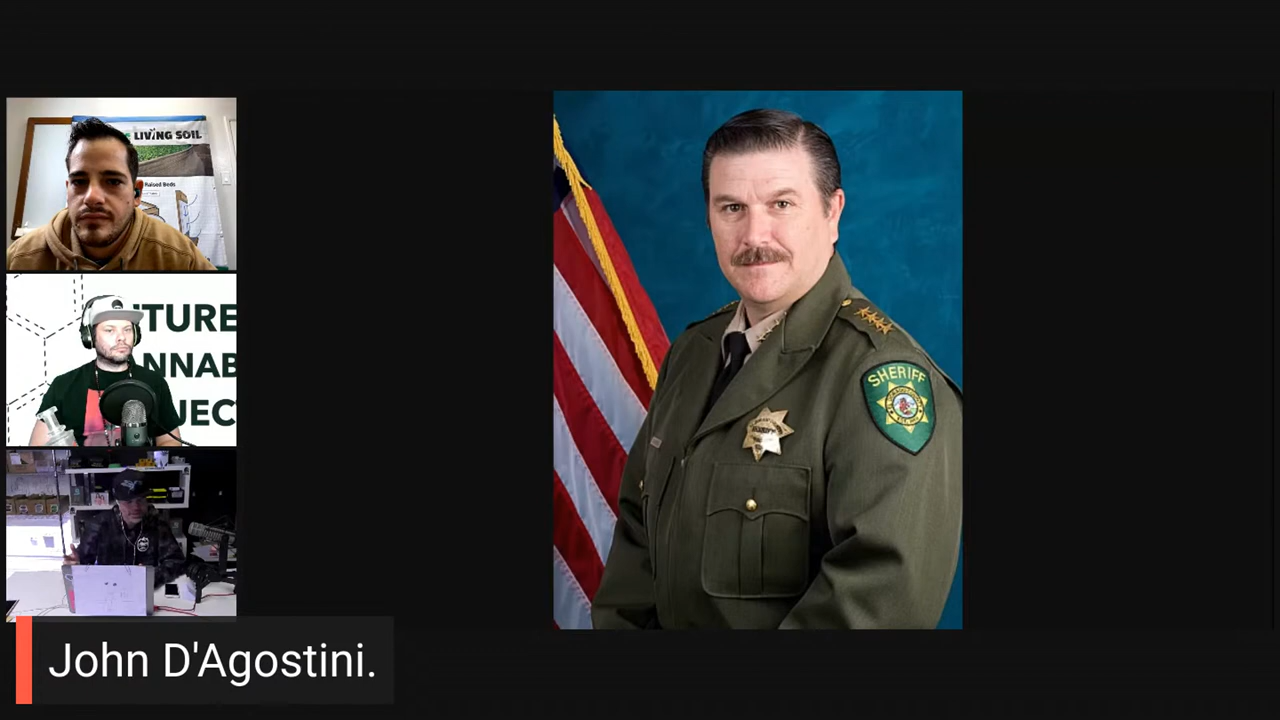 LIVING SOIL
Raised Beds
TURE
NNAB
JEC
SHERIFF
John D'Agostini.